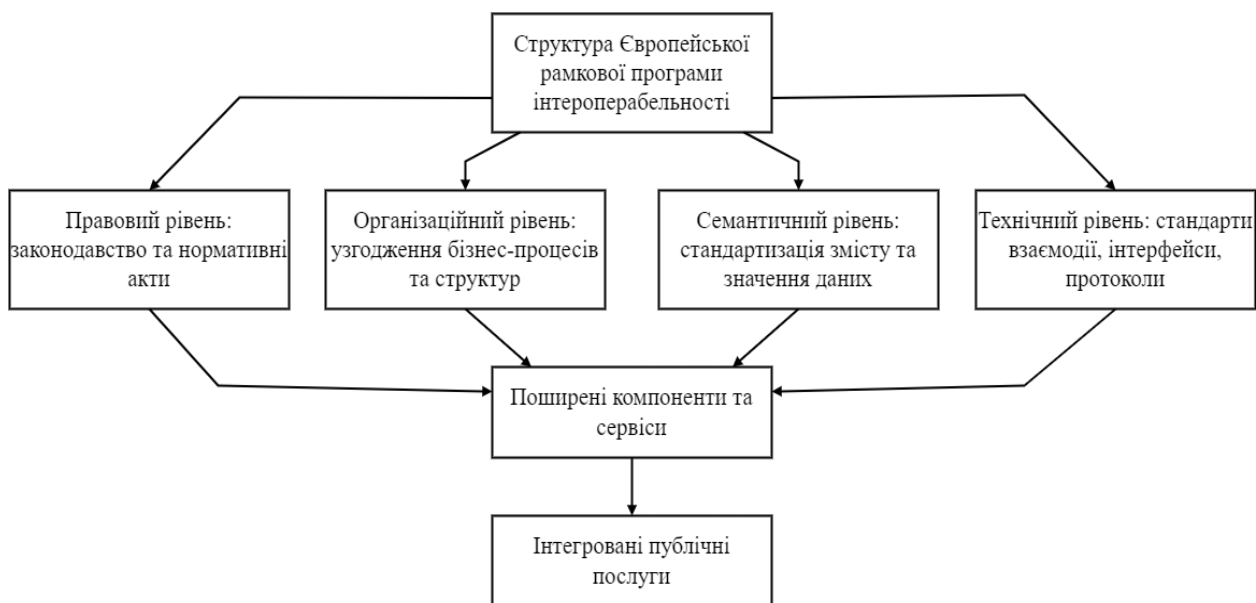 Структура Європейської
рамкової програми
інтероперабельності
Правовий рівень:
законодавство та нормативні
акти
Організаційний рівень:
узгодження бізнес-процесів
та структур
Семантичний рівень:
стандартизація змісту та
значення даних
Технічний рівень: стандарти
взаємодії, інтерфейси,
протоколи
Поширені компоненти та
сервіси
Інтегровані публічні
послуги